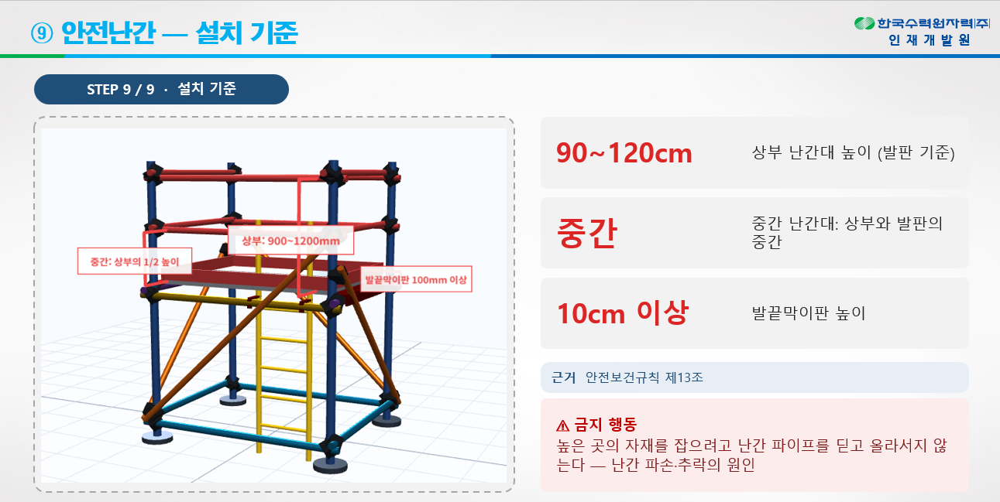 ⑨ 안전난간 — 설치 기준
한국수력원자력(주)
인재개발원
STEP 9 / 9 · 설치 기준
상부: 900~1200mm
중간: 상부의 1/2 높이
발끝막이판 100mm 이상
90~120cm
상부 난간대 높이 (발판 기준)
중간
중간 난간대: 상부와 발판의
중간
10cm 이상
발끝막이판 높이
근거 안전보건규칙 제13조
⚠ 금지 행동
높은 곳의 자재를 잡으려고 난간 파이프를 딛고 올라서지 않
는다 — 난간 파손·추락의 원인